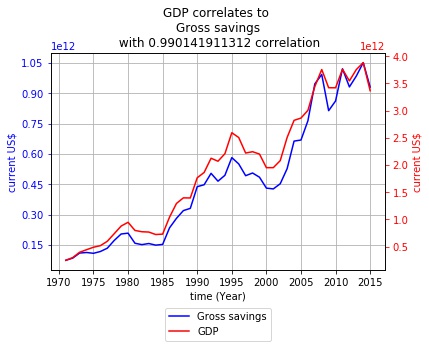 GDP correlates to
Gross savings
with 0.990141911312 correlation
1e12
1e12
1.05
0.90
0.75
0.60
0.45
0.30
0.15
current US$
4.0
3.5
3.0
2.5
2.0
1.5
1.0
0.5
current US$
1970 1975 1980 1985 1990 1995 2000 2005 2010 2015
time (Year)
Gross savings
GDP